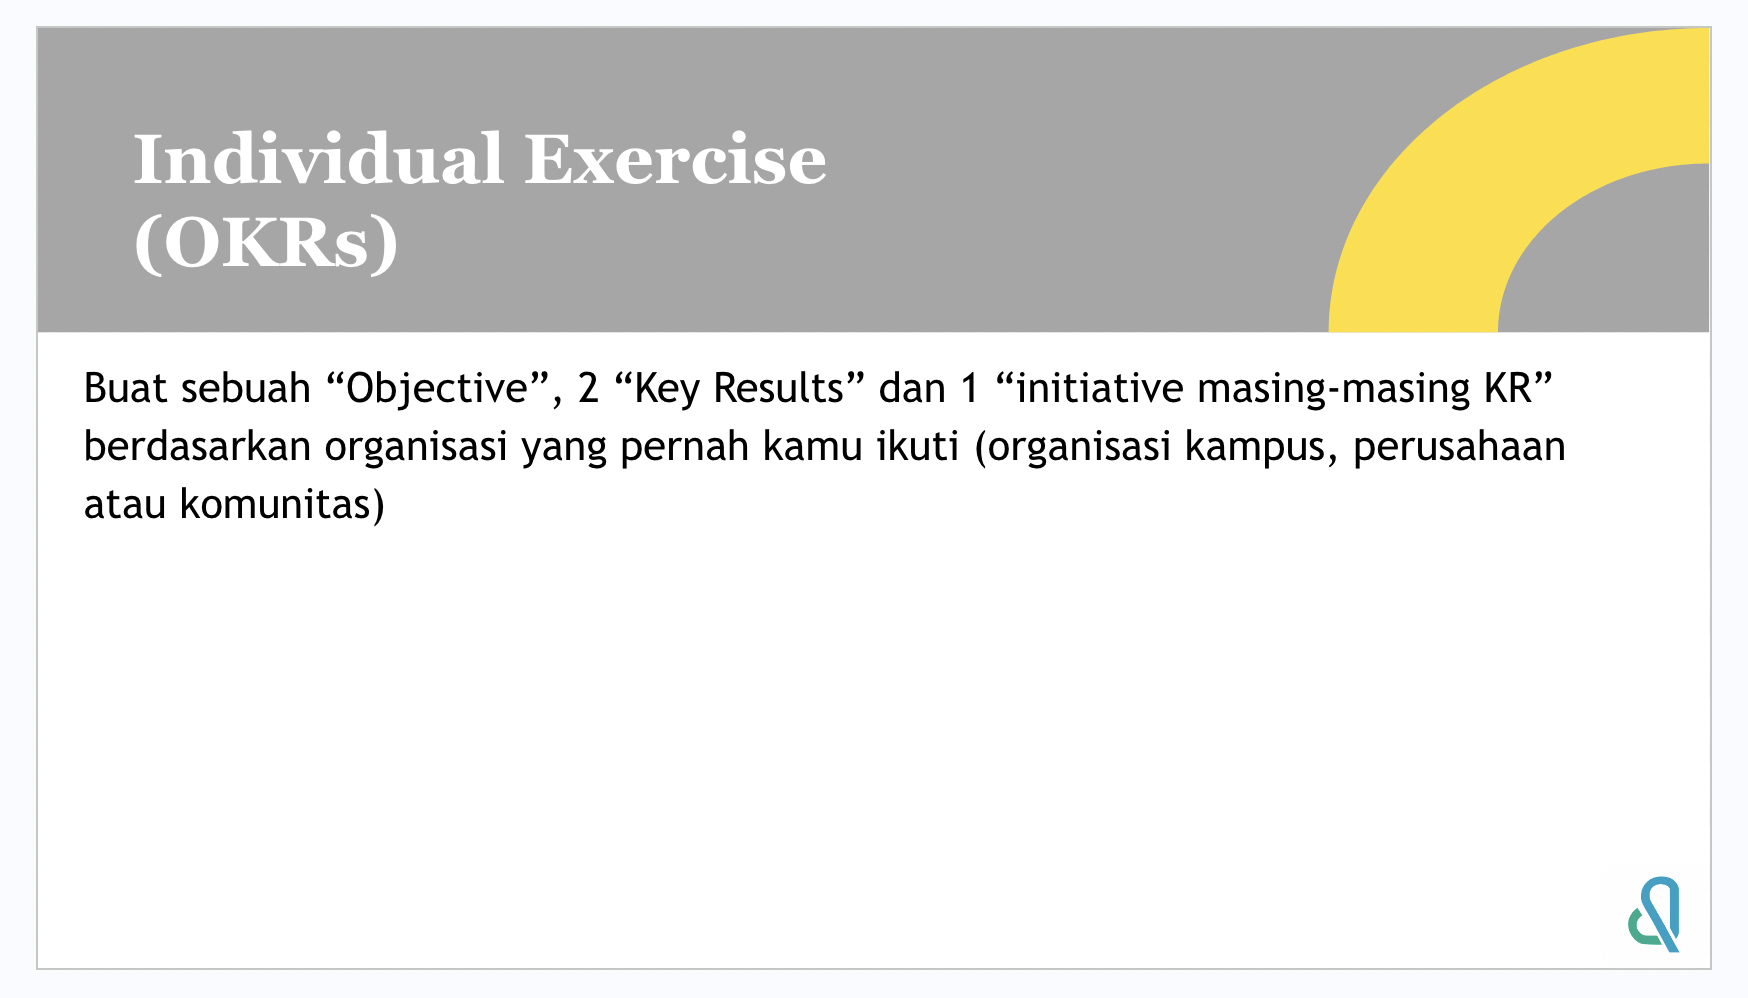 Individual Exercise
(OKRs)
Buat sebuah “Objective”, 2 “Key Results” dan 1 “initiative masing-masing KR”
berdasarkan organisasi yang pernah kamu ikuti (organisasi kampus, perusahaan
atau komunitas)